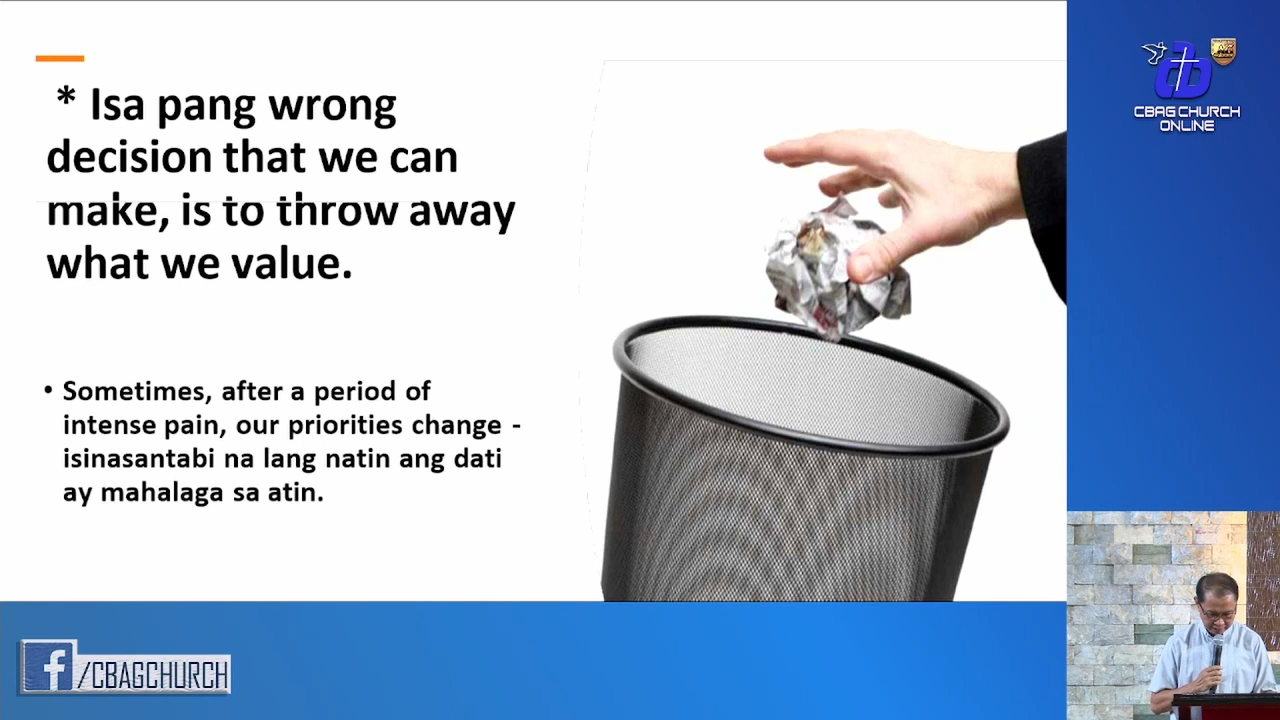 * Isa pang wrong
decision that we can
make, is to throw away
what we value.
• Sometimes, after a period of
intense pain, our priorities change -
isinasantabi na lang natin ang dati
ay mahalaga sa atin.
CBAG CHURCH
ONLINE
f/CBAGCHURCH